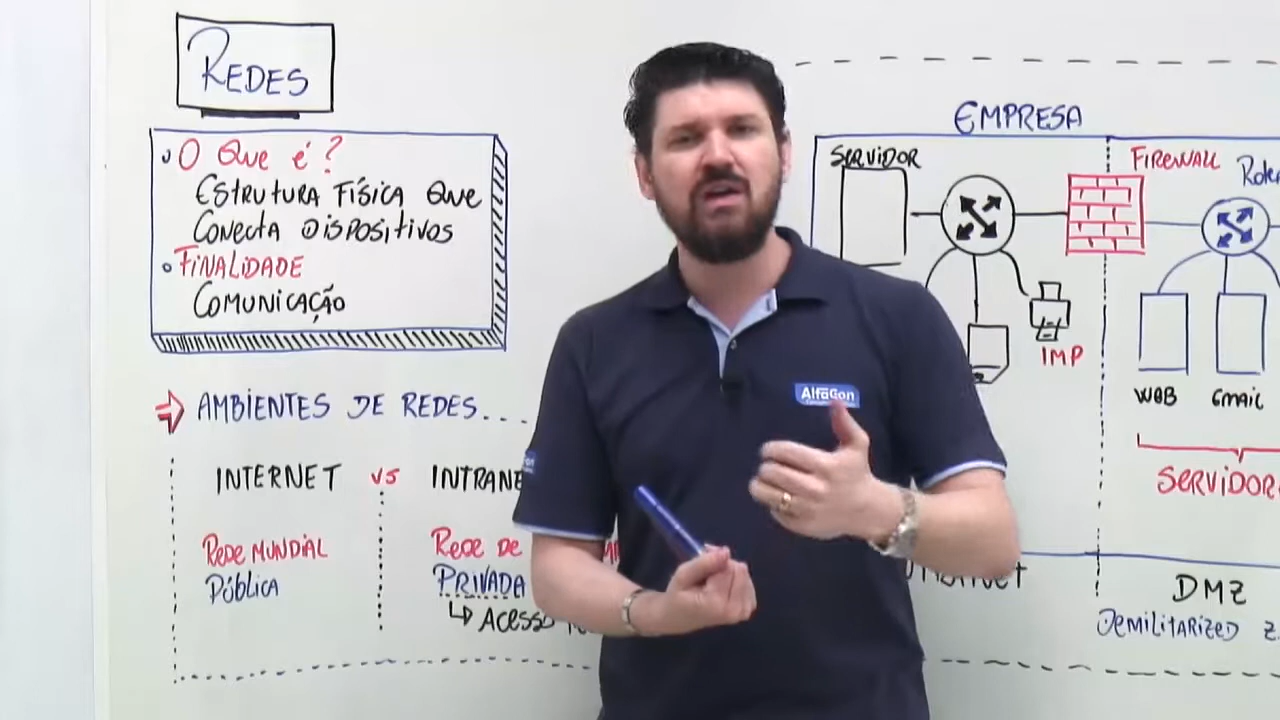 REDES
O QUE é?
ESTRUTURA FÍSICA QUE
CONECTA DISPOSITIVOS
FINALIDADE
COMUNICAÇÃO
AMBIENTES DE REDES...
INTERNET vs INTRANE
REDE MUNDIAL
PÚBLICA
REDE DE
PRIVADA
ACESSO
EMPRESA
SERVIDOR
FIREWALL
IMP
WEB
EMAIL
SERVIDOR
DMZ
DEMILITARIZED Z
AlfaCon